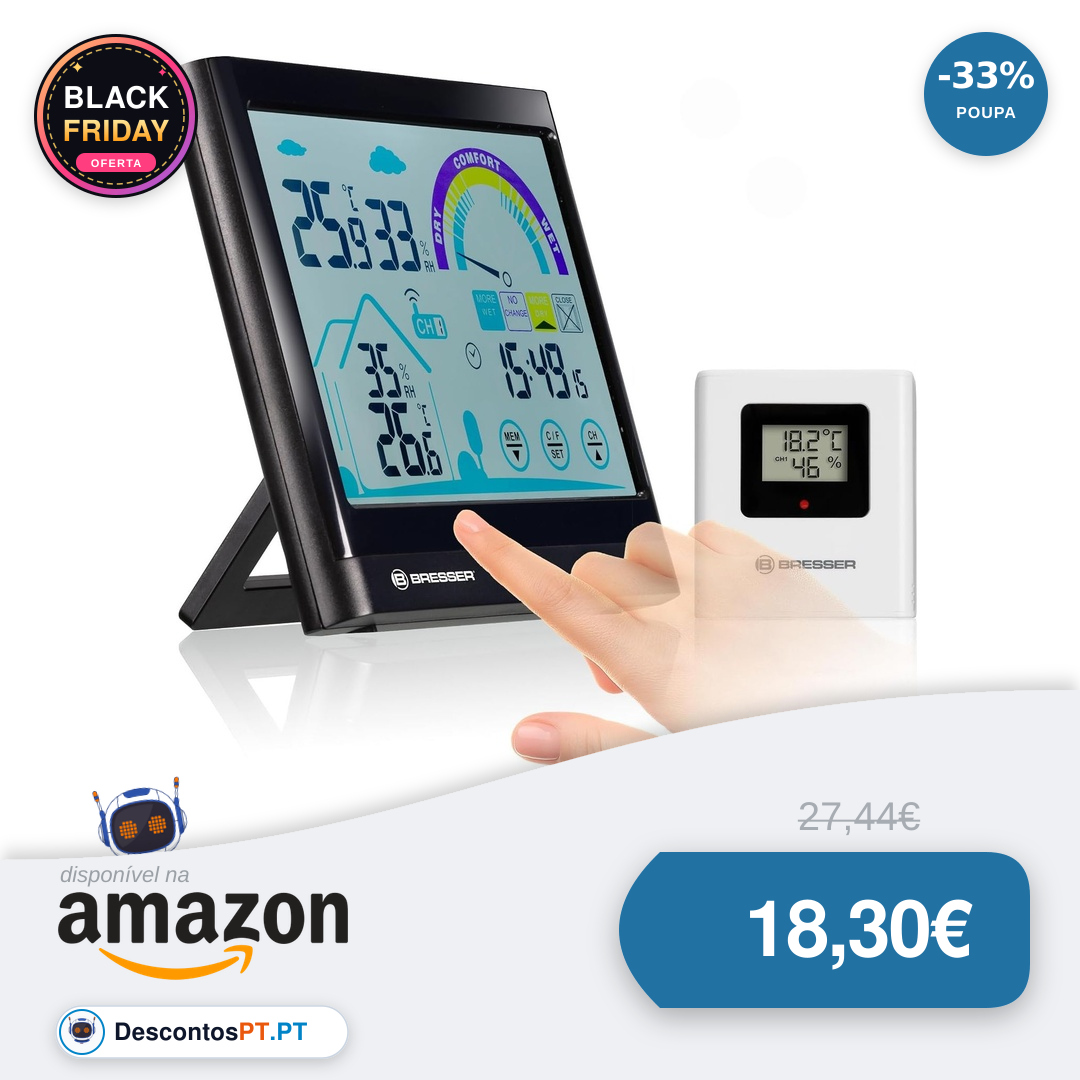 BLACK
FRIDAY
OFERTA
-33%
POUPA
COMFORT
DRY
WET
25.9°C 33% RH
MORE WET
NO CHANGE
MORE DRY
CLOSE
CH 1
35% RH
15:49 15
26.6°C
MEM
C/F SET
CH
BRESSER
18.2°C
CH1 46%
BRESSER
27,44€
18,30€
disponível na
amazon
DescontosPT.PT